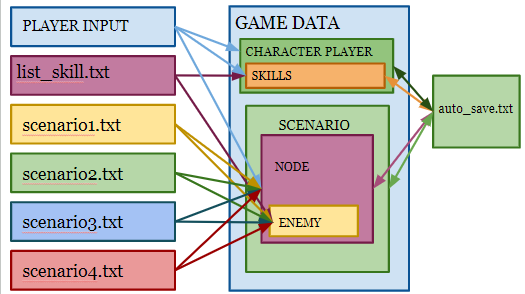 PLAYER INPUT
list_skill.txt
scenario1.txt
scenario2.txt
scenario3.txt
scenario4.txt
GAME DATA
CHARACTER PLAYER
SKILLS
SCENARIO
NODE
ENEMY
auto_save.txt